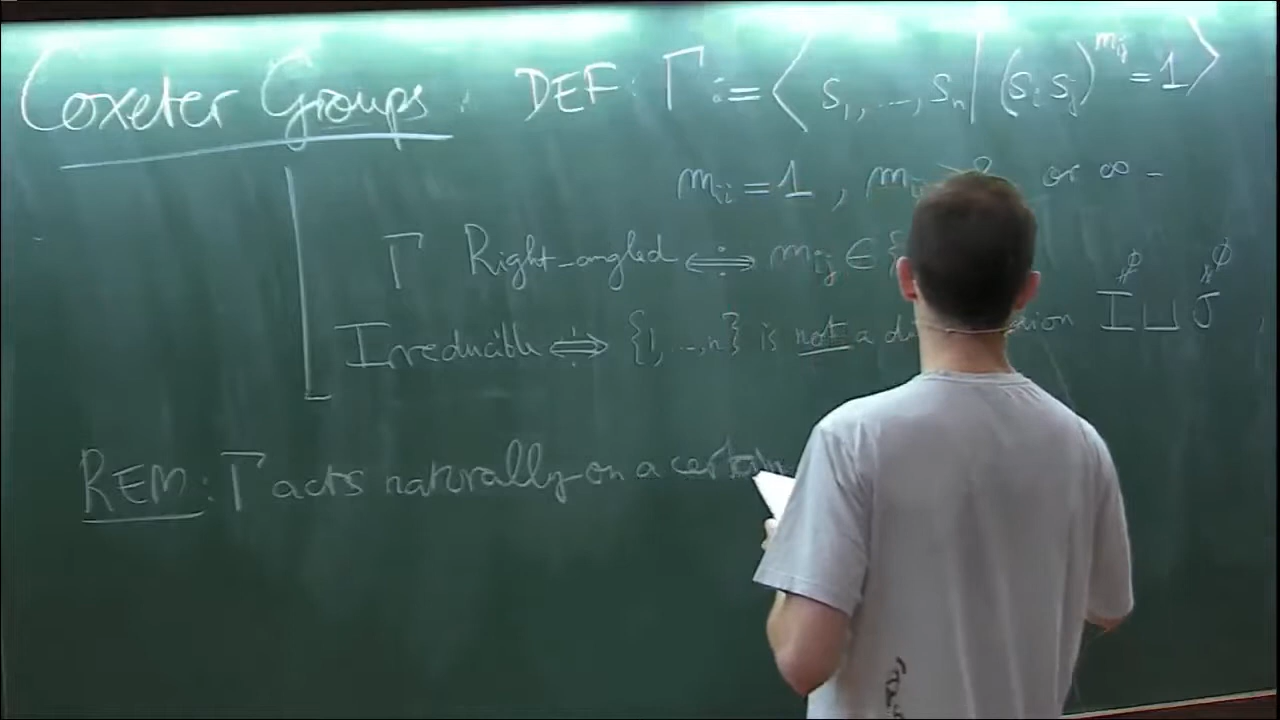 Coxeter Groups : DEF : Γ := ⟨ s₁, ..., sₙ | (sᵢ sⱼ)^{mᵢⱼ} = 1 ⟩
mᵢᵢ = 1 , m or ∞ -
Γ Right-angled ⟺ mᵢⱼ ∈ {
Irreducible ⟺ {1, ..., n} is not a I ⊔ J ,
≠∅ ≠∅
REM : Γ acts naturally on a certain